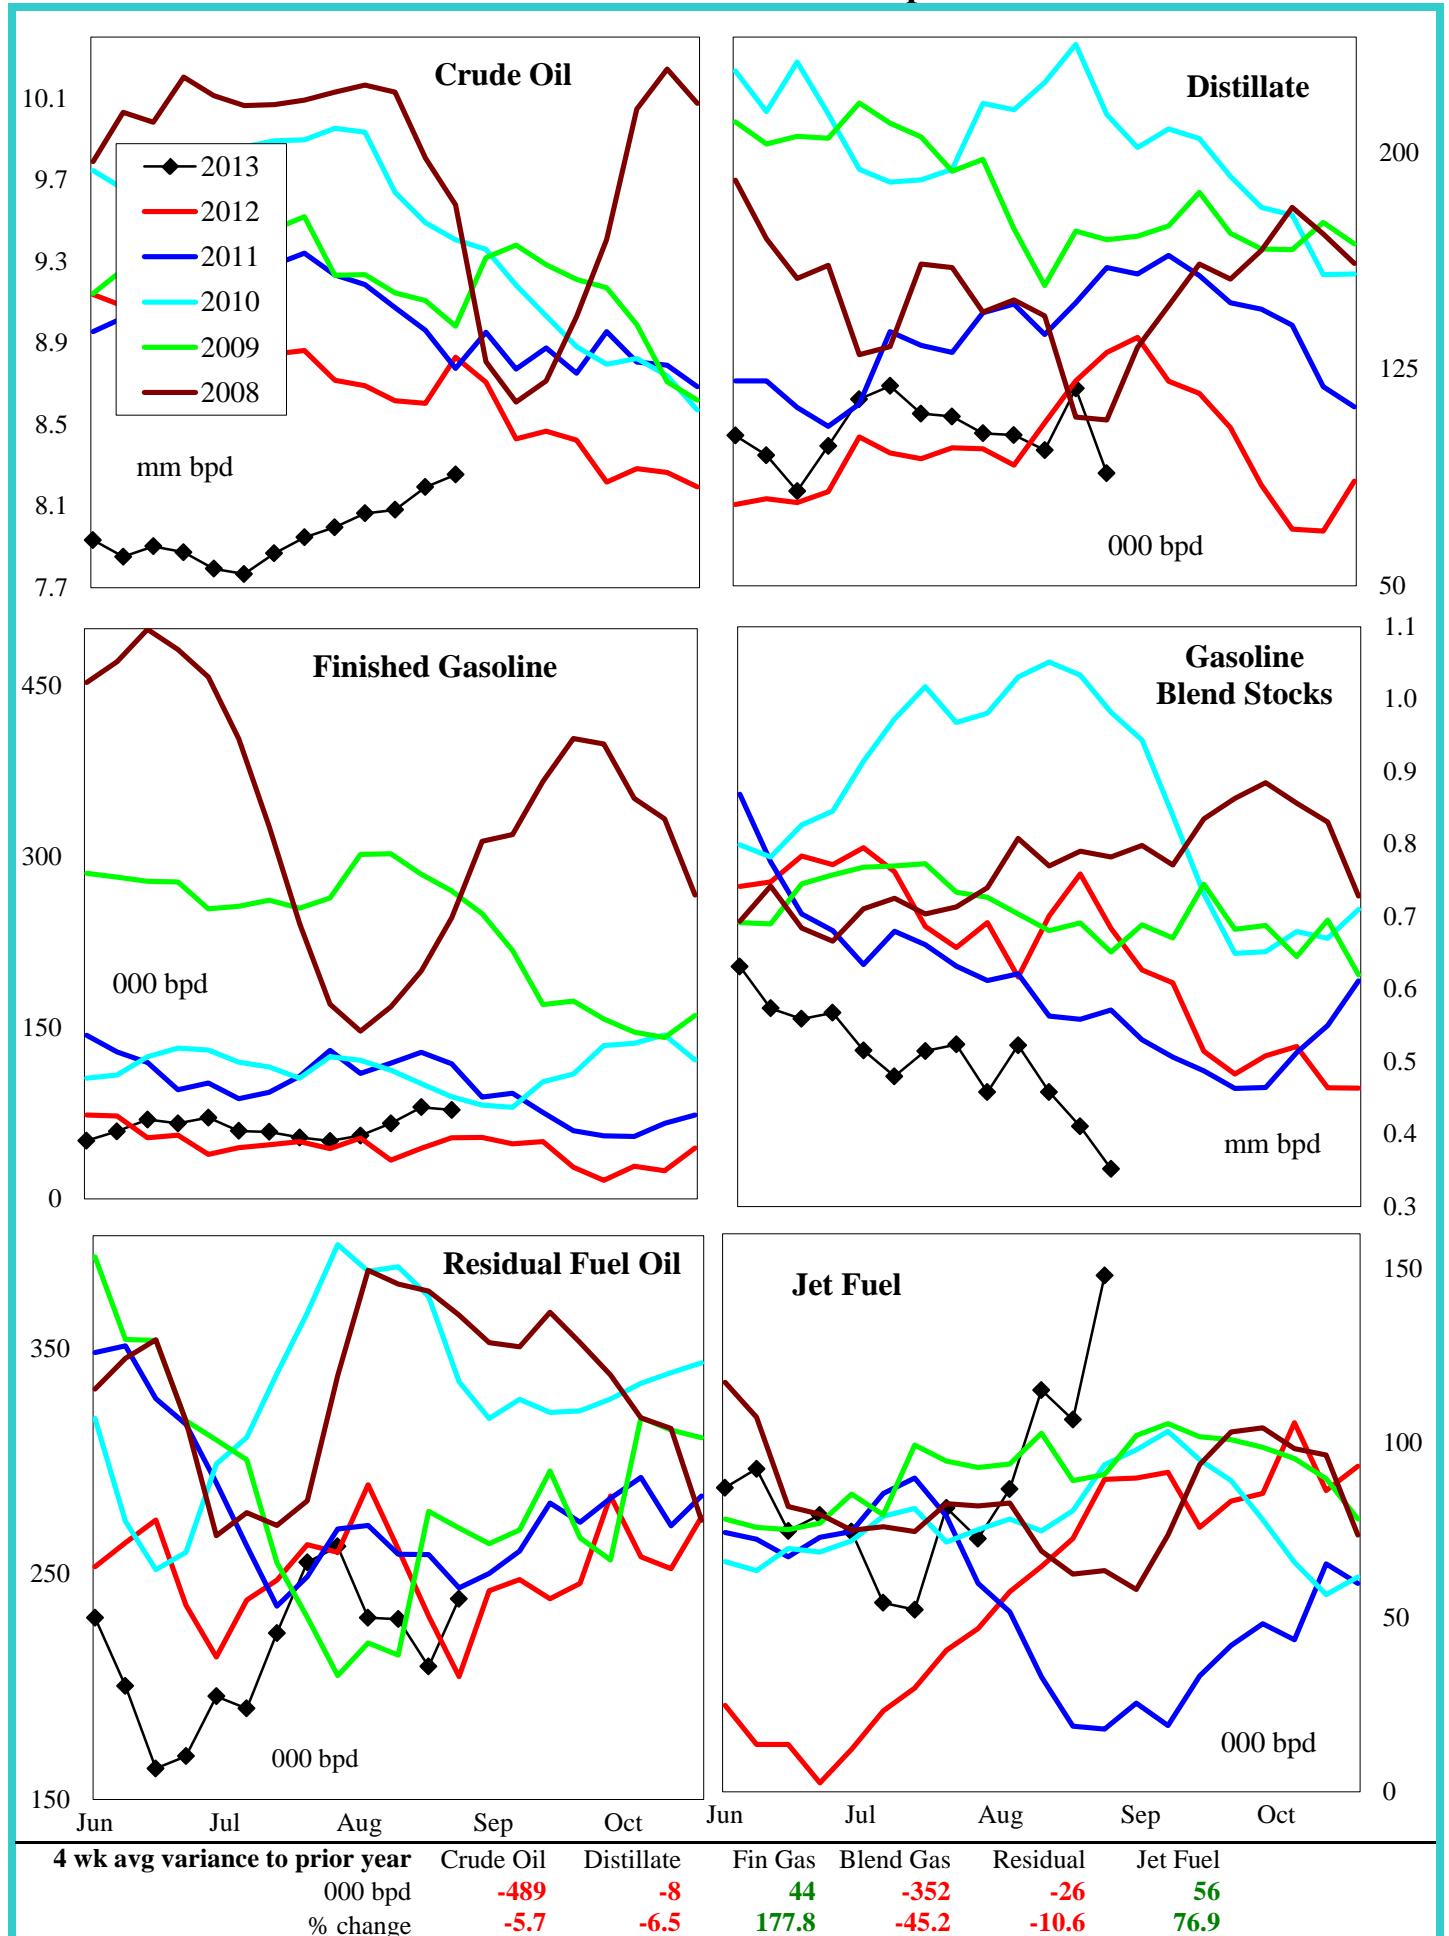 Crude Oil
10.1
9.7
9.3
8.9
8.5
8.1
7.7
2013
2012
2011
2010
2009
2008
mm bpd
Distillate
200
125
50
000 bpd
Finished Gasoline
450
300
150
0
000 bpd
Gasoline
Blend Stocks
1.1
1.0
0.9
0.8
0.7
0.6
0.5
0.4
0.3
mm bpd
Residual Fuel Oil
350
250
150
000 bpd
Jun Jul Aug Sep Oct
Jet Fuel
150
100
50
0
000 bpd
Jun Jul Aug Sep Oct
4 wk avg variance to prior year Crude Oil Distillate Fin Gas Blend Gas Residual Jet Fuel
000 bpd -489 -8 44 -352 -26 56
% change -5.7 -6.5 177.8 -45.2 -10.6 76.9